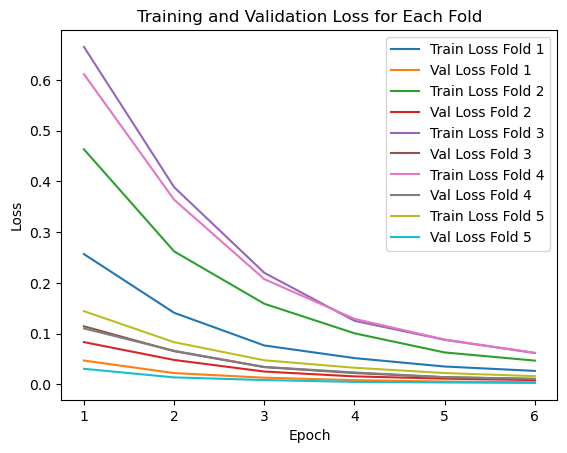 Training and Validation Loss for Each Fold
Train Loss Fold 1
Val Loss Fold 1
Train Loss Fold 2
Val Loss Fold 2
Train Loss Fold 3
Val Loss Fold 3
Train Loss Fold 4
Val Loss Fold 4
Train Loss Fold 5
Val Loss Fold 5
Loss
0.6
0.5
0.4
0.3
0.2
0.1
0.0
1 2 3 4 5 6
Epoch